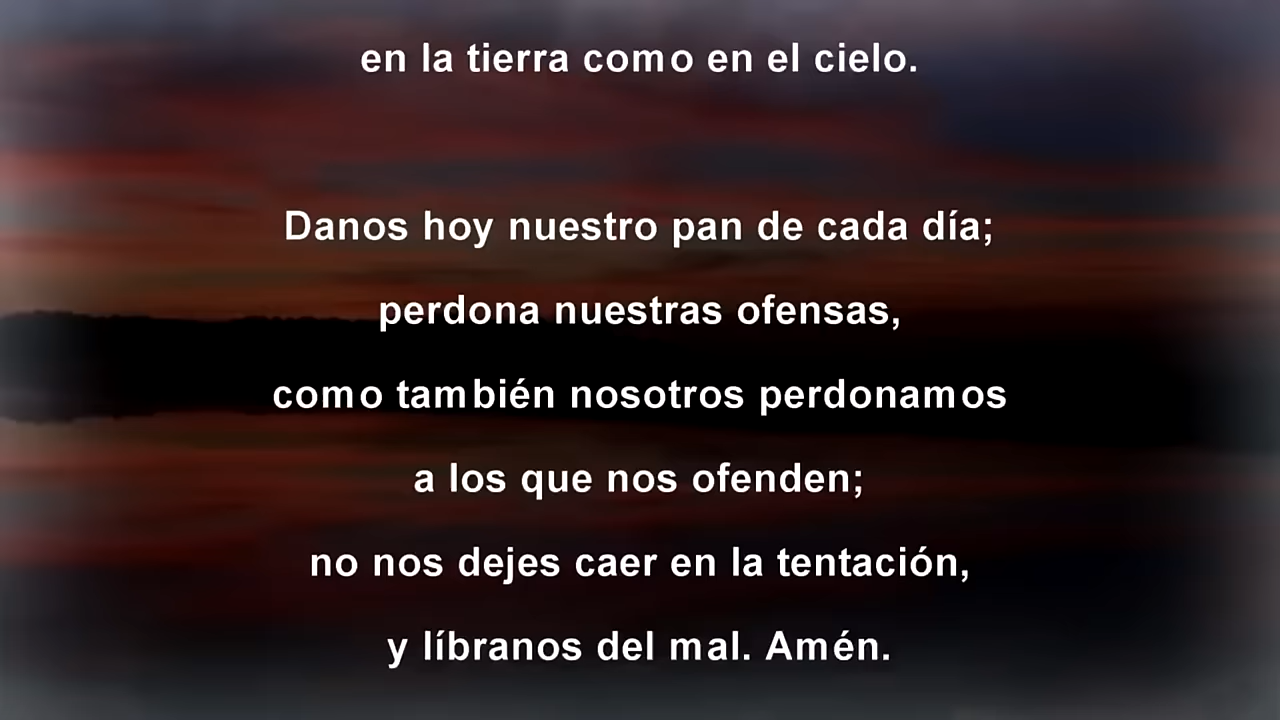 en la tierra como en el cielo.
Danos hoy nuestro pan de cada día;
perdona nuestras ofensas,
como también nosotros perdonamos
a los que nos ofenden;
no nos dejes caer en la tentación,
y líbranos del mal. Amén.